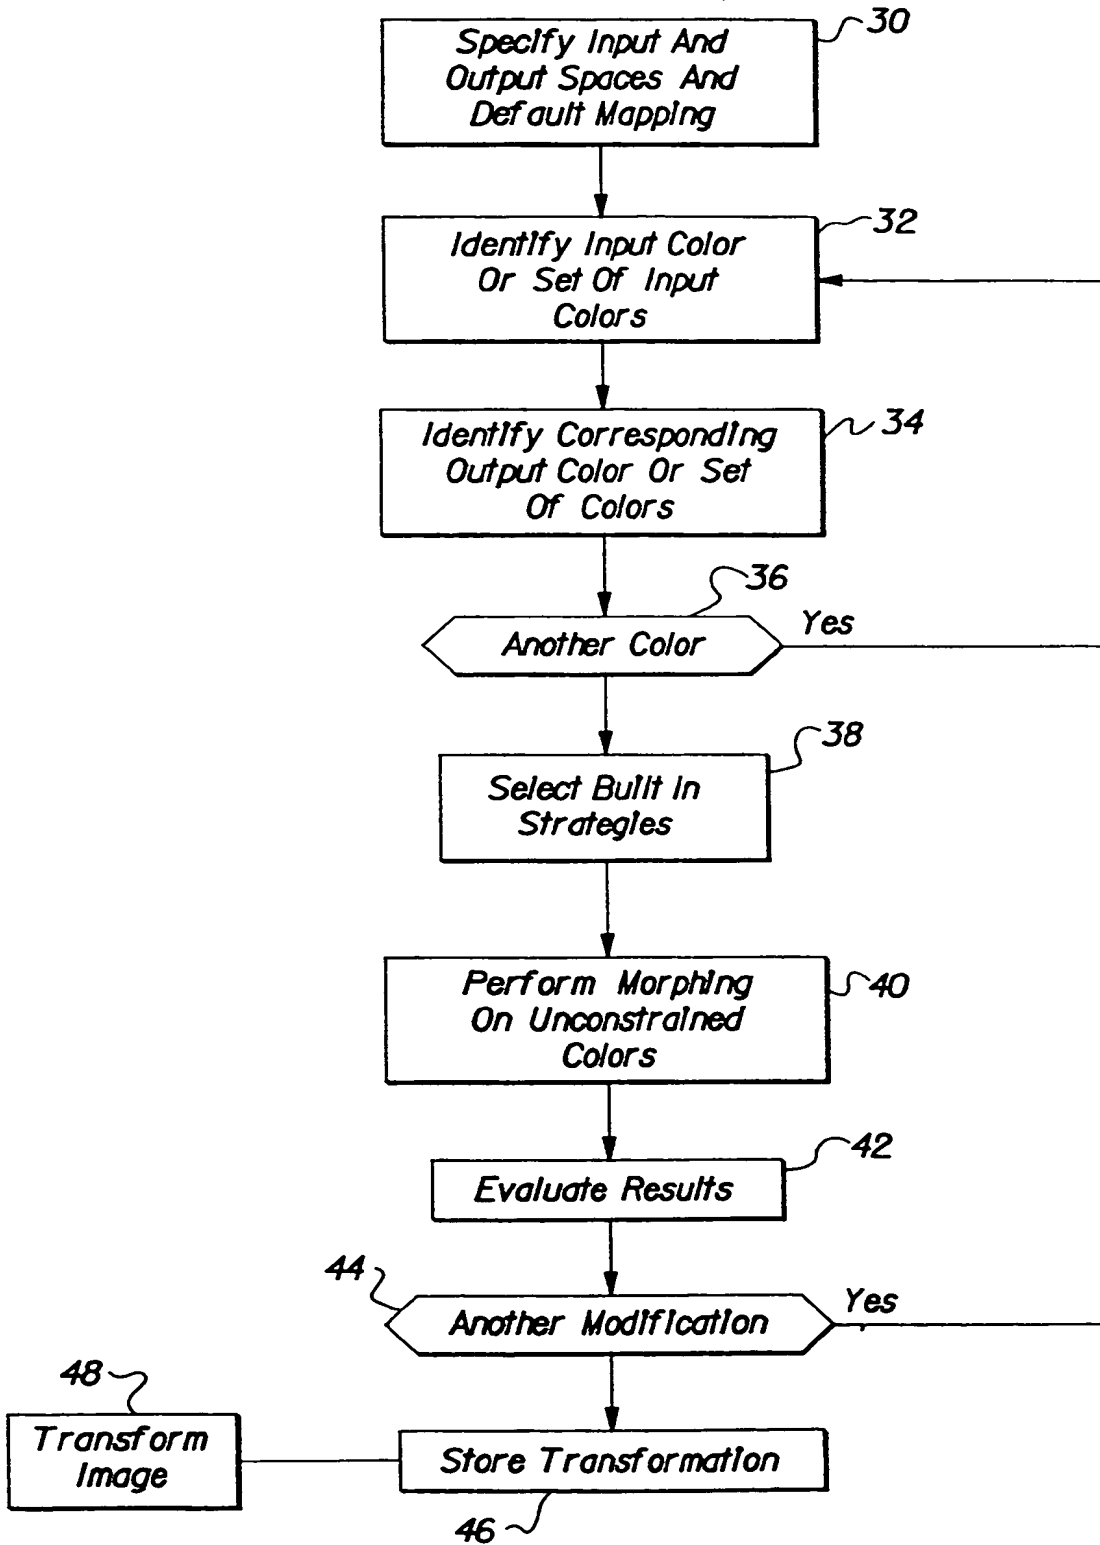 30
Specify Input And
Output Spaces And
Default Mapping
32
Identify Input Color
Or Set Of Input
Colors
34
Identify Corresponding
Output Color Or Set
Of Colors
36
Another Color
Yes
38
Select Built In
Strategies
40
Perform Morphing
On Unconstrained
Colors
42
Evaluate Results
44
Another Modification
Yes
48
Transform
Image
Store Transformation
46